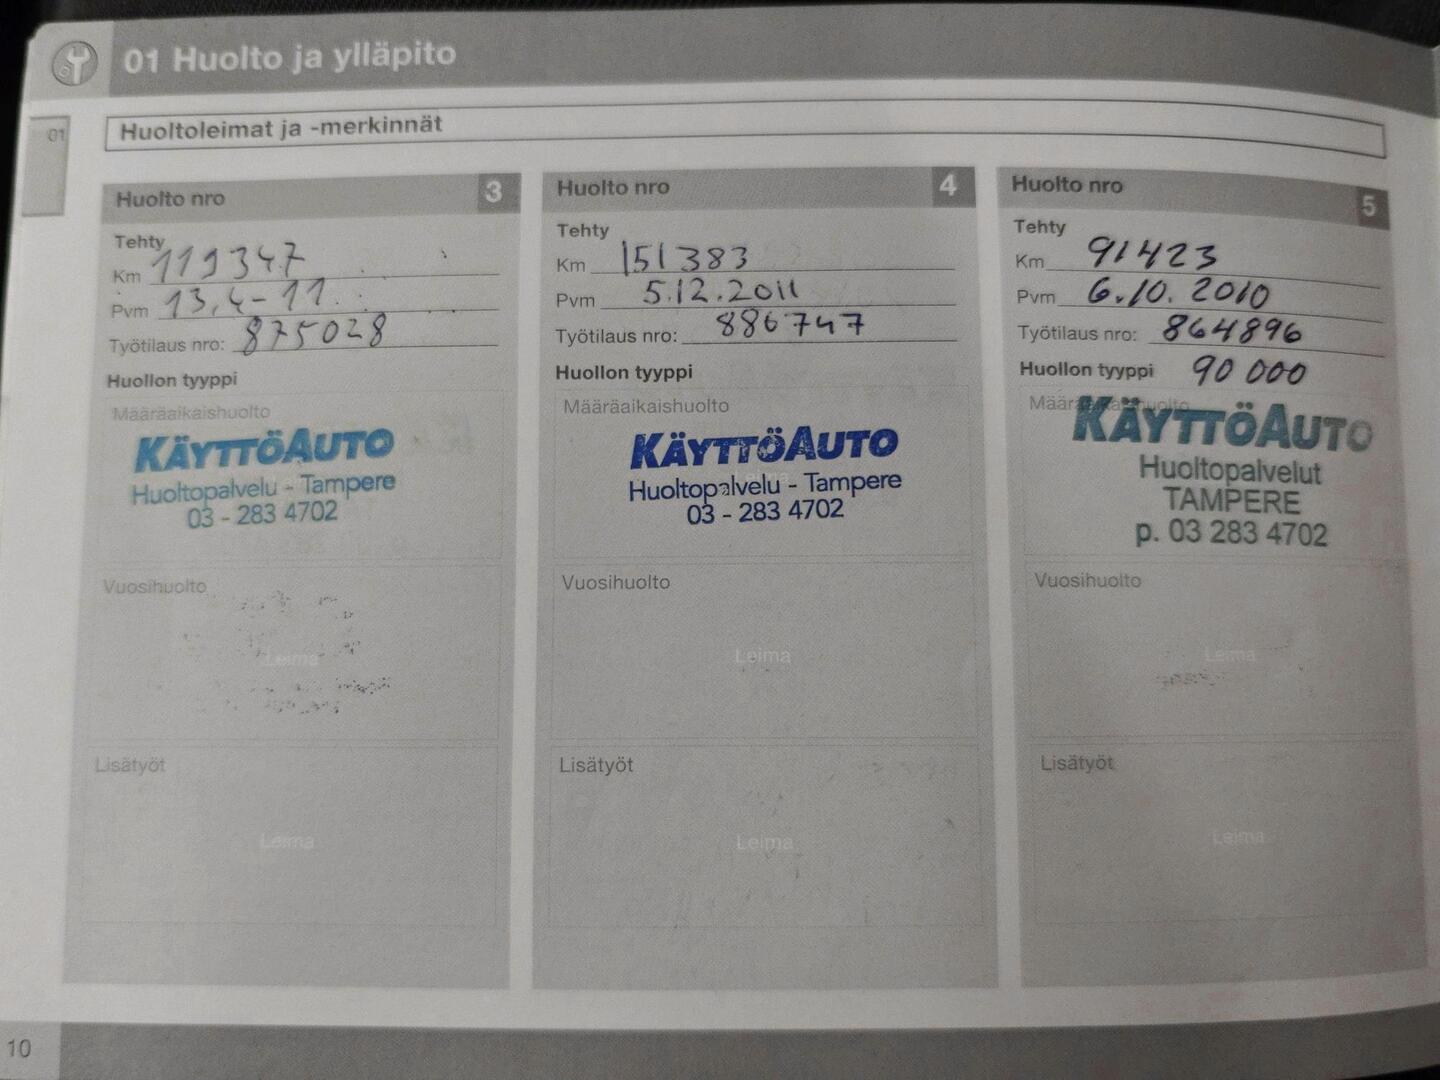 01 Huolto ja ylläpito
01
Huoltoleimat ja -merkinnät
Huolto nro 3
Tehty
Km 119347
Pvm 13.4-11.
Työtilaus nro: 875028
Huollon tyyppi
Määräaikaishuolto
KÄYTTÖAUTO
Huoltopalvelu - Tampere
03 - 283 4702
Vuosihuolto
Leima
Lisätyöt
Leima
Huolto nro 4
Tehty
Km 151383
Pvm 5.12.2011
Työtilaus nro: 886747
Huollon tyyppi
Määräaikaishuolto
KÄYTTÖAUTO
Huoltopalvelu - Tampere
03 - 283 4702
Vuosihuolto
Leima
Lisätyöt
Leima
Huolto nro 5
Tehty
Km 91423
Pvm 6.10. 2010
Työtilaus nro: 864896
Huollon tyyppi 90 000
Määräaikaishuolto
KÄYTTÖAUTO
Huoltopalvelut
TAMPERE
p. 03 283 4702
Vuosihuolto
Leima
Lisätyöt
Leima
10